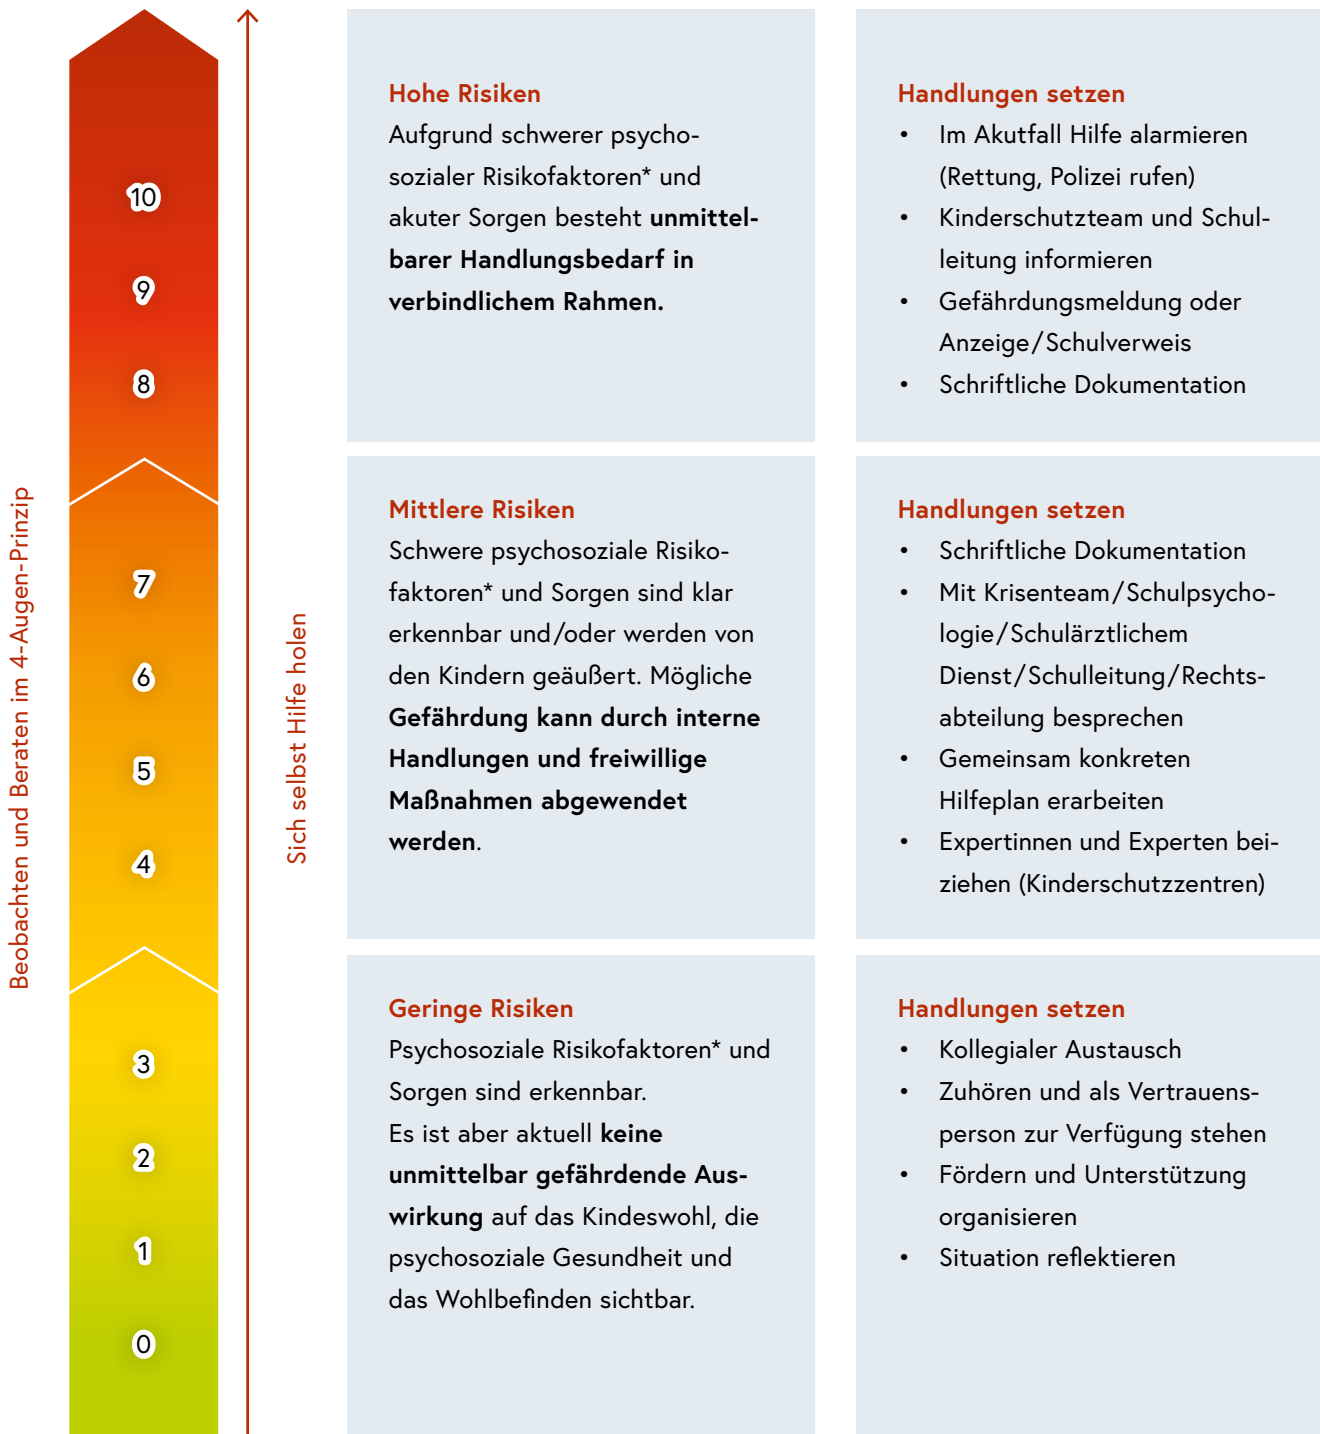 Beobachten und Beraten im 4-Augen-Prinzip
10
9
8
7
6
5
4
3
2
1
0
Sich selbst Hilfe holen
Hohe Risiken
Aufgrund schwerer psycho-
sozialer Risikofaktoren* und
akuter Sorgen besteht unmittel-
barer Handlungsbedarf in
verbindlichem Rahmen.
Handlungen setzen
• Im Akutfall Hilfe alarmieren
(Rettung, Polizei rufen)
• Kinderschutzteam und Schul-
leitung informieren
• Gefährdungsmeldung oder
Anzeige/Schulverweis
• Schriftliche Dokumentation
Mittlere Risiken
Schwere psychosoziale Risiko-
faktoren* und Sorgen sind klar
erkennbar und/oder werden von
den Kindern geäußert. Mögliche
Gefährdung kann durch interne
Handlungen und freiwillige
Maßnahmen abgewendet
werden.
Handlungen setzen
• Schriftliche Dokumentation
• Mit Krisenteam/Schulpsycho-
logie/Schulärztlichem
Dienst/Schulleitung/Rechts-
abteilung besprechen
• Gemeinsam konkreten
Hilfeplan erarbeiten
• Expertinnen und Experten bei-
ziehen (Kinderschutzzentren)
Geringe Risiken
Psychosoziale Risikofaktoren* und
Sorgen sind erkennbar.
Es ist aber aktuell keine
unmittelbar gefährdende Aus-
wirkung auf das Kindeswohl, die
psychosoziale Gesundheit und
das Wohlbefinden sichtbar.
Handlungen setzen
• Kollegialer Austausch
• Zuhören und als Vertrauens-
person zur Verfügung stehen
• Fördern und Unterstützung
organisieren
• Situation reflektieren